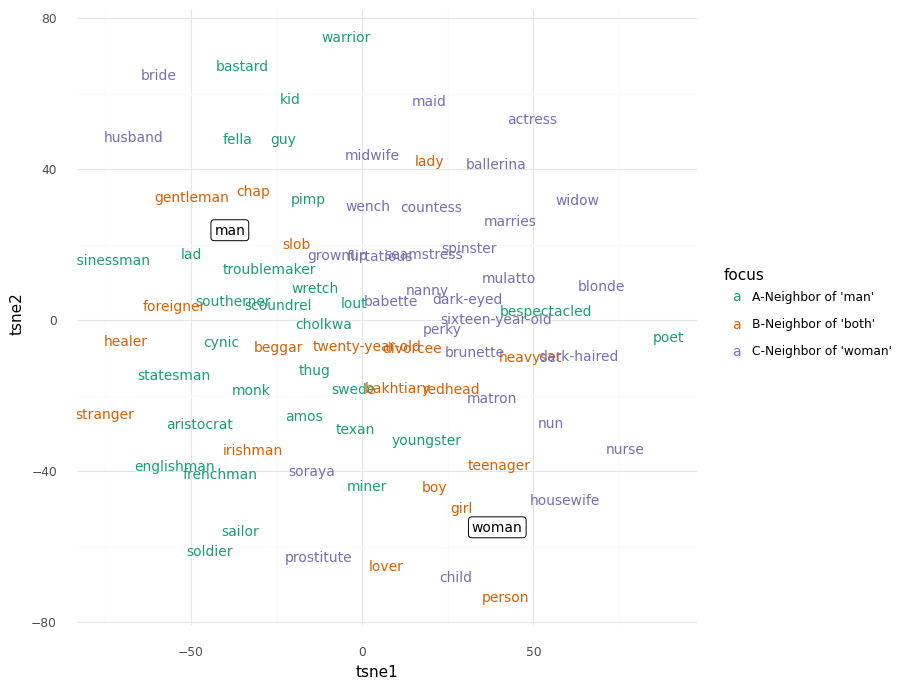 80
warrior
bastard
bride
kid
maid
actress
husband
fella
guy
midwife
lady
ballerina
40
gentleman
chap
pimp
wench
countess
widow
marries
man
slob
spinster
lad
grownup
flirtatious
seamstress
sinessman
troublemaker
mulatto
wretch
nanny
blonde
foreigner
southerner
scoundrel
lout
babette
dark-eyed
bespectacled
0
cholkwa
perky
sixteen-year-old
poet
healer
cynic
beggar
twenty-year-old
divorcee
brunette
heavyset
dark-haired
statesman
thug
monk
swede
bakhtiary
redhead
matron
stranger
aristocrat
amos
texan
nun
youngster
irishman
nurse
englishman
frenchman
soraya
teenager
−40
miner
boy
housewife
girl
sailor
woman
soldier
prostitute
lover
child
person
−80
−50
0
50
tsne1
tsne2
focus
a A-Neighbor of 'man'
a B-Neighbor of 'both'
a C-Neighbor of 'woman'